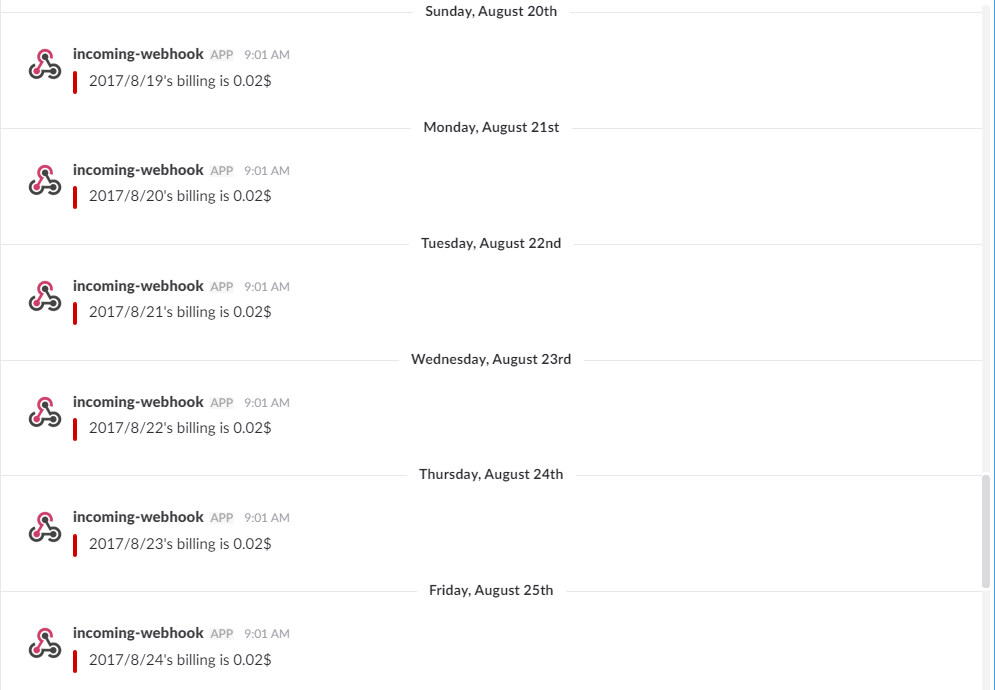 Sunday, August 20th
incoming-webhook APP 9:01 AM
2017/8/19's billing is 0.02$
Monday, August 21st
incoming-webhook APP 9:01 AM
2017/8/20's billing is 0.02$
Tuesday, August 22nd
incoming-webhook APP 9:01 AM
2017/8/21's billing is 0.02$
Wednesday, August 23rd
incoming-webhook APP 9:01 AM
2017/8/22's billing is 0.02$
Thursday, August 24th
incoming-webhook APP 9:01 AM
2017/8/23's billing is 0.02$
Friday, August 25th
incoming-webhook APP 9:01 AM
2017/8/24's billing is 0.02$